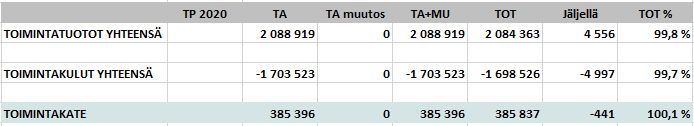 TP 2020 TA TA muutos TA+MU TOT Jäljellä TOT %
TOIMINTATUOTOT YHTEENSÄ 2 088 919 0 2 088 919 2 084 363 4 556 99,8 %
TOIMINTAKULUT YHTEENSÄ -1 703 523 0 -1 703 523 -1 698 526 -4 997 99,7 %
TOIMINTAKATE 385 396 0 385 396 385 837 -441 100,1 %